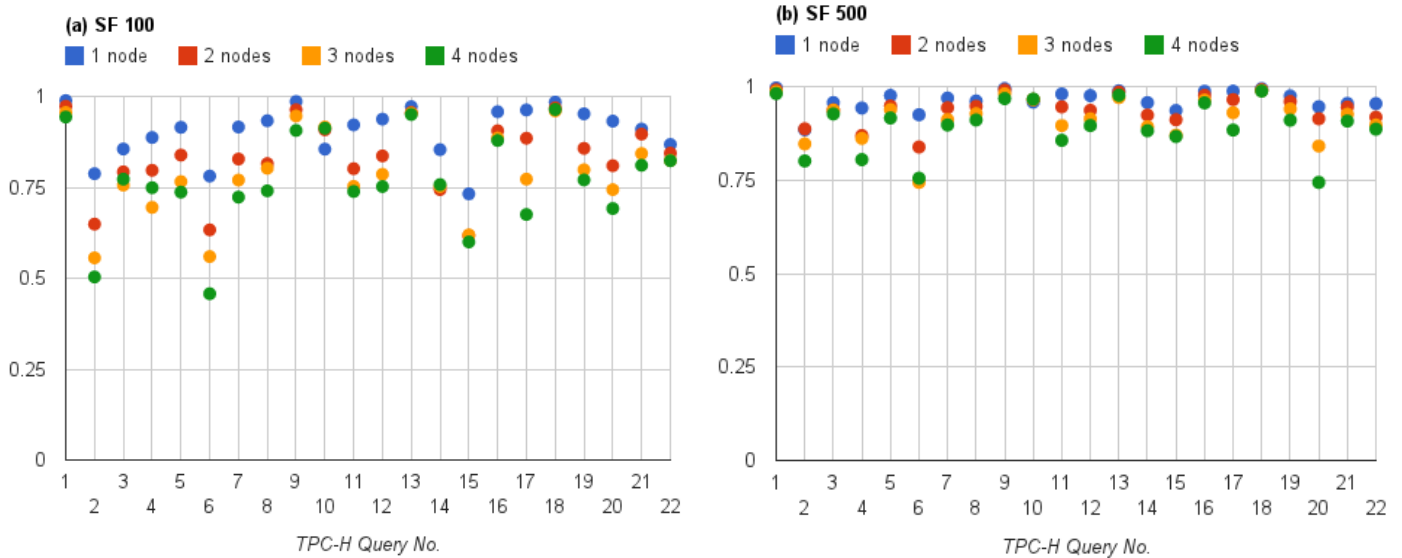 (a) SF 100
1 node 2 nodes 3 nodes 4 nodes
1
0.75
0.5
0.25
0
1 3 5 7 9 11 13 15 17 19 21
2 4 6 8 10 12 14 16 18 20 22
TPC-H Query No.
(b) SF 500
1 node 2 nodes 3 nodes 4 nodes
1
0.75
0.5
0.25
0
1 3 5 7 9 11 13 15 17 19 21
2 4 6 8 10 12 14 16 18 20 22
TPC-H Query No.